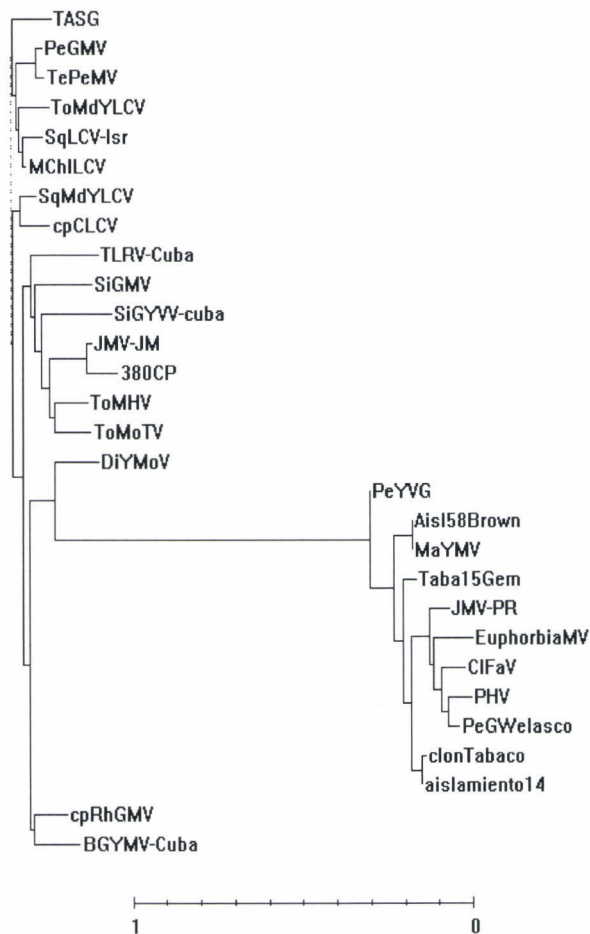 TASG
PeGMV
TePeMV
ToMdYLCV
SqLCV-Isr
MChlLCV
SqMdYLCV
cpCLCV
TLRV-Cuba
SiGMV
SiGYVV-cuba
JMV-JM
380CP
ToMHV
ToMoTV
DiYMoV
PeYVG
Aisl58Brown
MaYMV
Taba15Gem
JMV-PR
EuphorbiaMV
ClFaV
PHV
PeGWelasco
clonTabaco
aislamiento14
cpRhGMV
BGYMV-Cuba
1 0